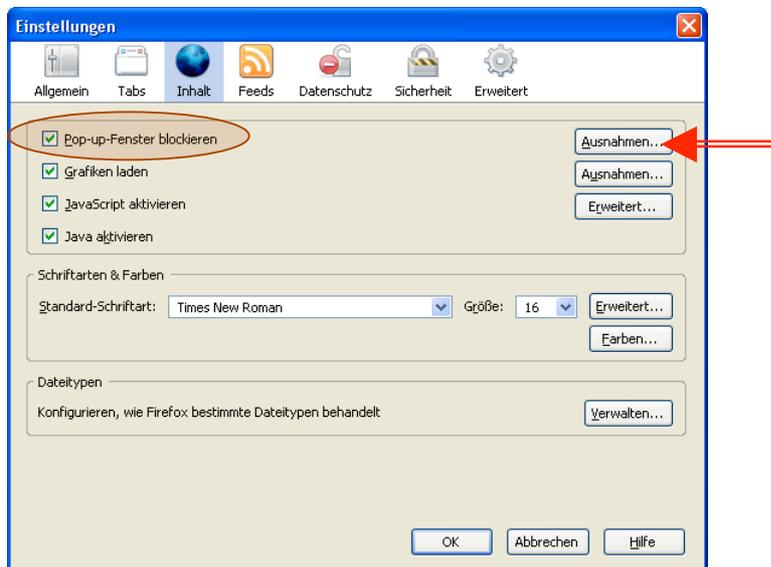 Einstellungen
Allgemein Tabs Inhalt Feeds Datenschutz Sicherheit Erweitert
Pop-up-Fenster blockieren Ausnahmen...
Grafiken laden Ausnahmen...
JavaScript aktivieren Erweitert...
Java aktivieren
Schriftarten & Farben
Standard-Schriftart: Times New Roman Größe: 16 Erweitert...
Farben...
Dateitypen
Konfigurieren, wie Firefox bestimmte Dateitypen behandelt Verwalten...
OK Abbrechen Hilfe